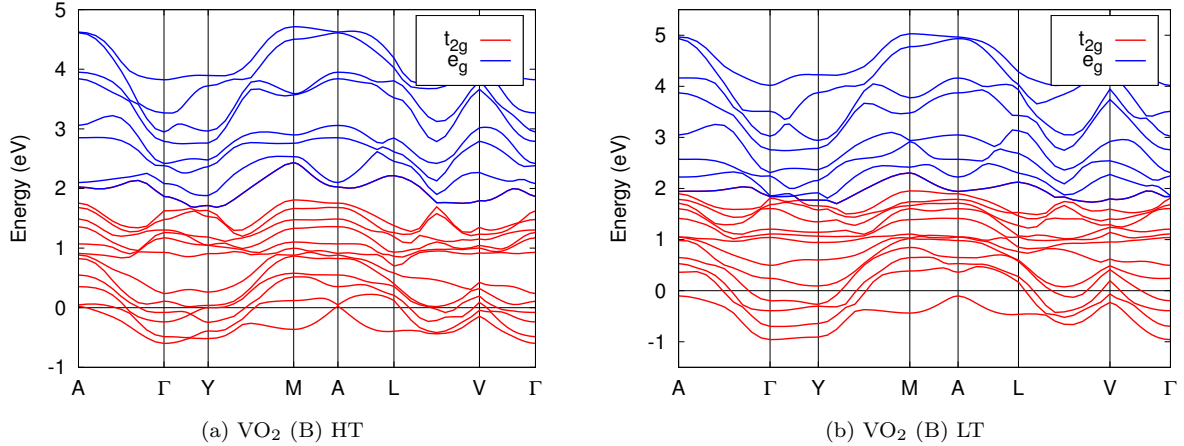 5
4
3
2
1
0
-1
Energy (eV)
t2g
eg
A Γ Y M A L V Γ
(a) VO2 (B) HT
5
4
3
2
1
0
-1
Energy (eV)
t2g
eg
A Γ Y M A L V Γ
(b) VO2 (B) LT